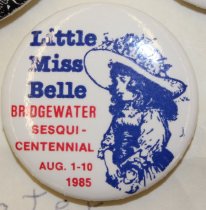 Little
Miss
Belle
BRIDGEWATER
SESQUI-
CENTENNIAL
AUG. 1-10
1985